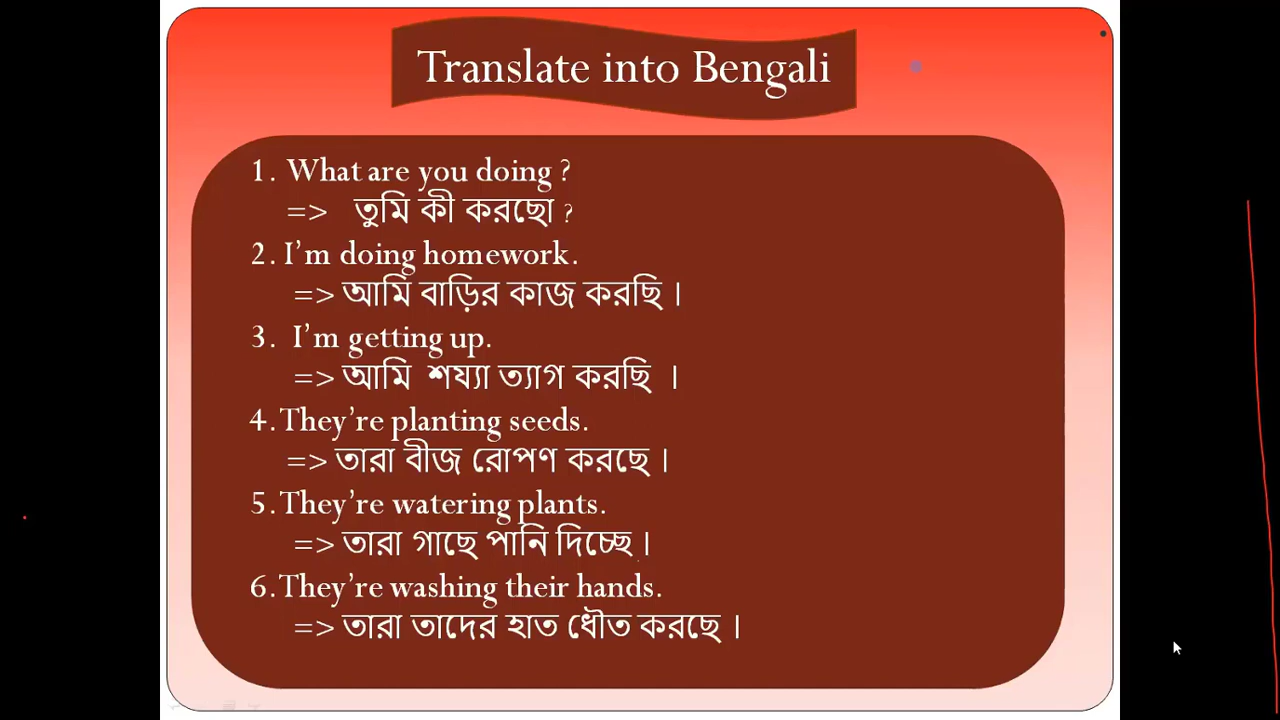 Translate into Bengali
1. What are you doing ?
=> তুমি কী করছো ?
2. I'm doing homework.
=> আমি বাড়ির কাজ করছি ।
3. I'm getting up.
=> আমি শয্যা ত্যাগ করছি ।
4. They're planting seeds.
=> তারা বীজ রোপণ করছে ।
5. They're watering plants.
=> তারা গাছে পানি দিচ্ছে ।
6. They're washing their hands.
=> তারা তাদের হাত ধৌত করছে ।